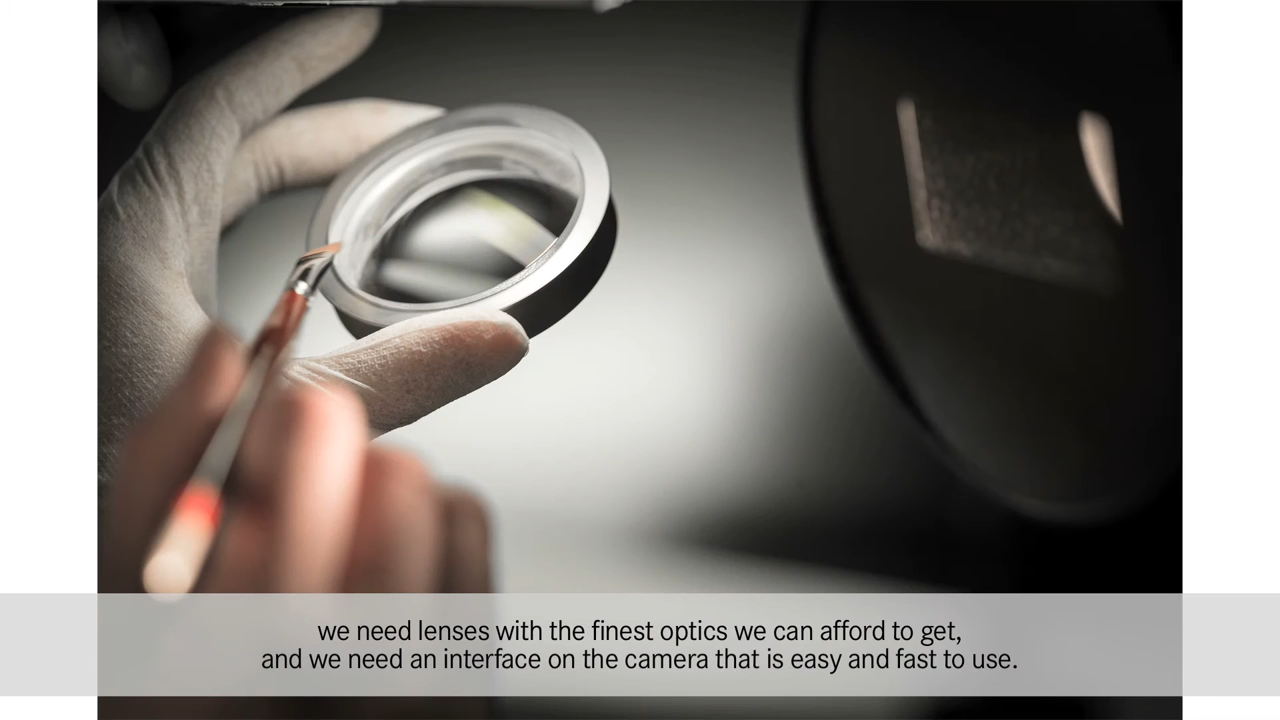 we need lenses with the finest optics we can afford to get,
and we need an interface on the camera that is easy and fast to use.